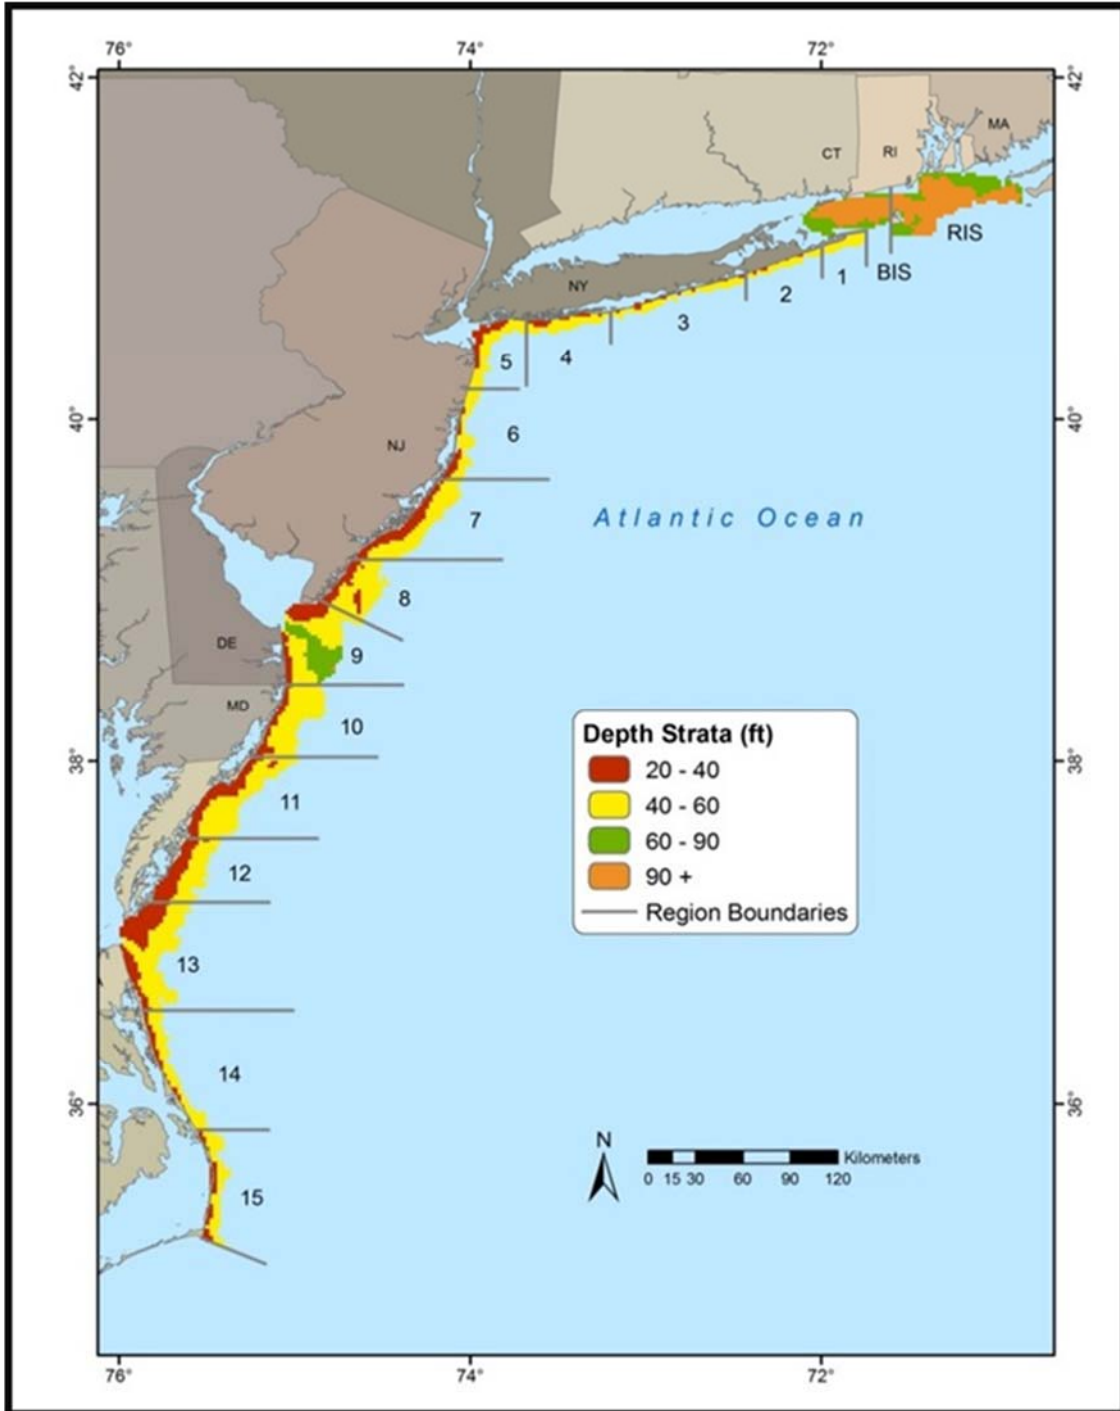 76° 74° 72°
42° 42°
MA
CT RI
RIS
BIS
1
NY
2
3
4
5
40° 40°
6
NJ
7
Atlantic Ocean
8
DE
9
MD
10
Depth Strata (ft)
38° 38°
20 - 40
11
40 - 60
60 - 90
12
90 +
Region Boundaries
13
14
36° 36°
N
Kilometers
0 15 30 60 90 120
15
76° 74° 72°